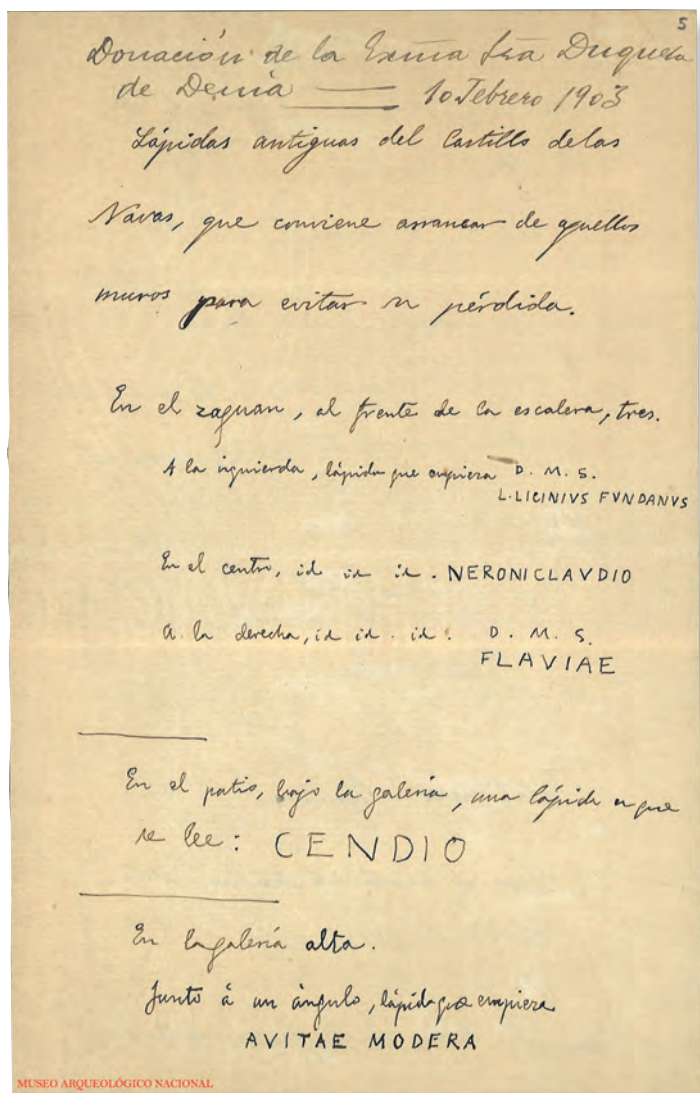 5
Donación de la Exma Sra Duquesa
de Denia — 10 Febrero 1903
Lápidas antiguas del Castillo de las
Navas, que conviene arrancar de aquellos
muros para evitar su pérdida.
En el zaguan, al frente de la escalera, tres.
A la izquierda, lápida que empieza D. M. S.
L. LICINIVS FVNDANVS
En el centro, id id id. NERONICLAVDIO
A la derecha, id id. id. D. M. S.
FLAVIAE
En el patio, bajo la galería, una lápida en que
se lee: CENDIO
En la galería alta.
Junto á un ángulo, lápida que empieza
AVITAE MODERA
MUSEO ARQUEOLÓGICO NACIONAL